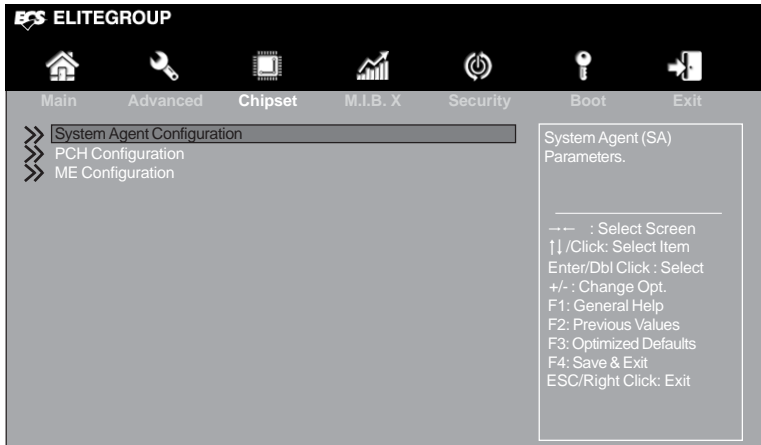 ECS ELITEGROUP
Main Advanced Chipset M.I.B. X Security Boot Exit
System Agent Configuration
PCH Configuration
ME Configuration
System Agent (SA)
Parameters.
→← : Select Screen
↑↓/Click: Select Item
Enter/Dbl Click : Select
+/- : Change Opt.
F1: General Help
F2: Previous Values
F3: Optimized Defaults
F4: Save & Exit
ESC/Right Click: Exit